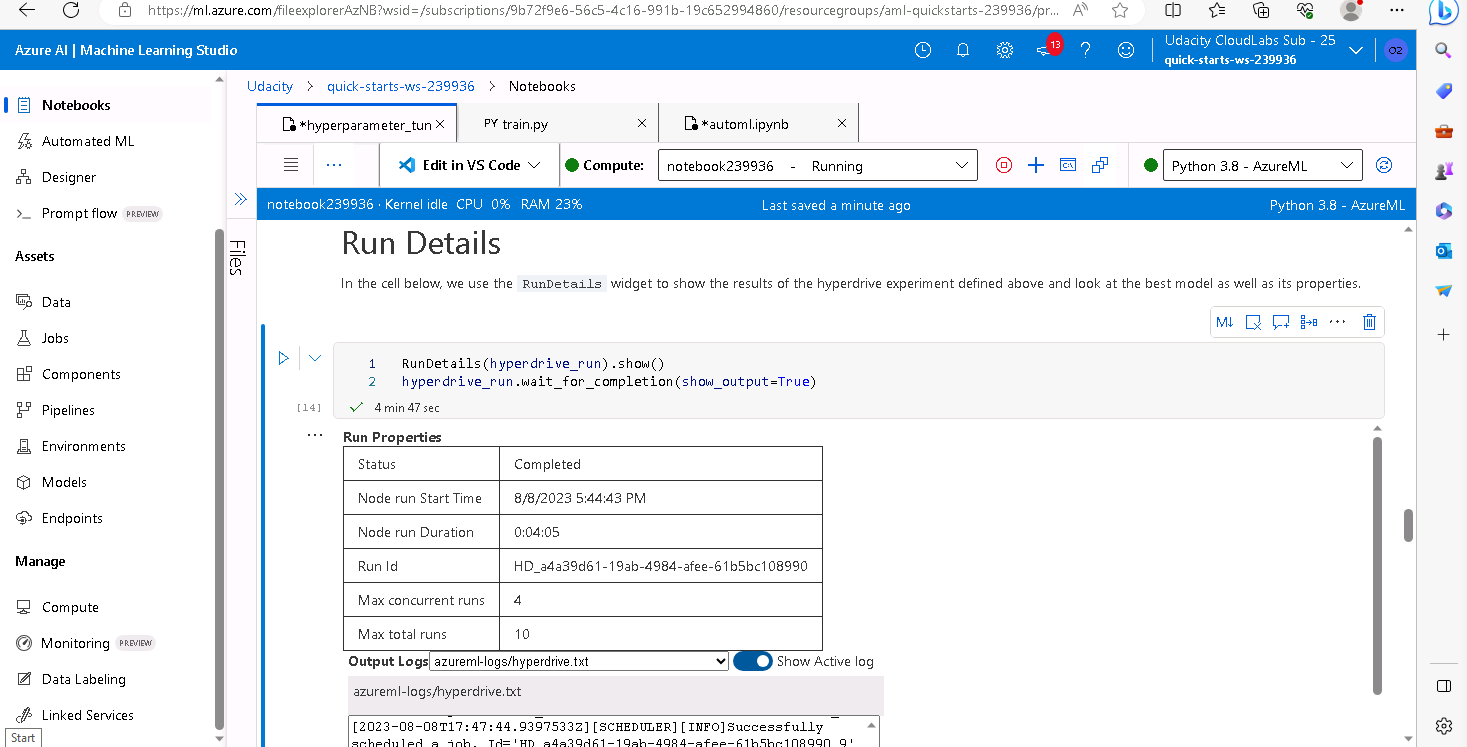 https://ml.azure.com/fileexplorerAzNB?wsid=/subscriptions/9b72f9e6-56c5-4c16-991b-19c652994860/resourcegroups/aml-quickstarts-239936/pr...
Azure AI | Machine Learning Studio
13
Udacity CloudLabs Sub - 25
quick-starts-ws-239936
O2
Udacity > quick-starts-ws-239936 > Notebooks
Notebooks
Automated ML
Designer
Prompt flow PREVIEW
Assets
Data
Jobs
Components
Pipelines
Environments
Models
Endpoints
Manage
Compute
Monitoring PREVIEW
Data Labeling
Linked Services
Start
Files
*hyperparameter_tun
PY train.py
*automl.ipynb
Edit in VS Code
Compute:
notebook239936 - Running
Python 3.8 - AzureML
notebook239936 · Kernel idle CPU 0% RAM 23%
Last saved a minute ago
Python 3.8 - AzureML
Run Details
In the cell below, we use the RunDetails widget to show the results of the hyperdrive experiment defined above and look at the best model as well as its properties.
M↓
1 RunDetails(hyperdrive_run).show()
2 hyperdrive_run.wait_for_completion(show_output=True)
[14]
4 min 47 sec
Run Properties
Status Completed
Node run Start Time 8/8/2023 5:44:43 PM
Node run Duration 0:04:05
Run Id HD_a4a39d61-19ab-4984-afee-61b5bc108990
Max concurrent runs 4
Max total runs 10
Output Logs azureml-logs/hyperdrive.txt Show Active log
azureml-logs/hyperdrive.txt
[2023-08-08T17:47:44.9397533Z][SCHEDULER][INFO]Successfully
scheduled a job. Id='HD_a4a39d61-19ab-4984-afee-61b5bc108990_9'